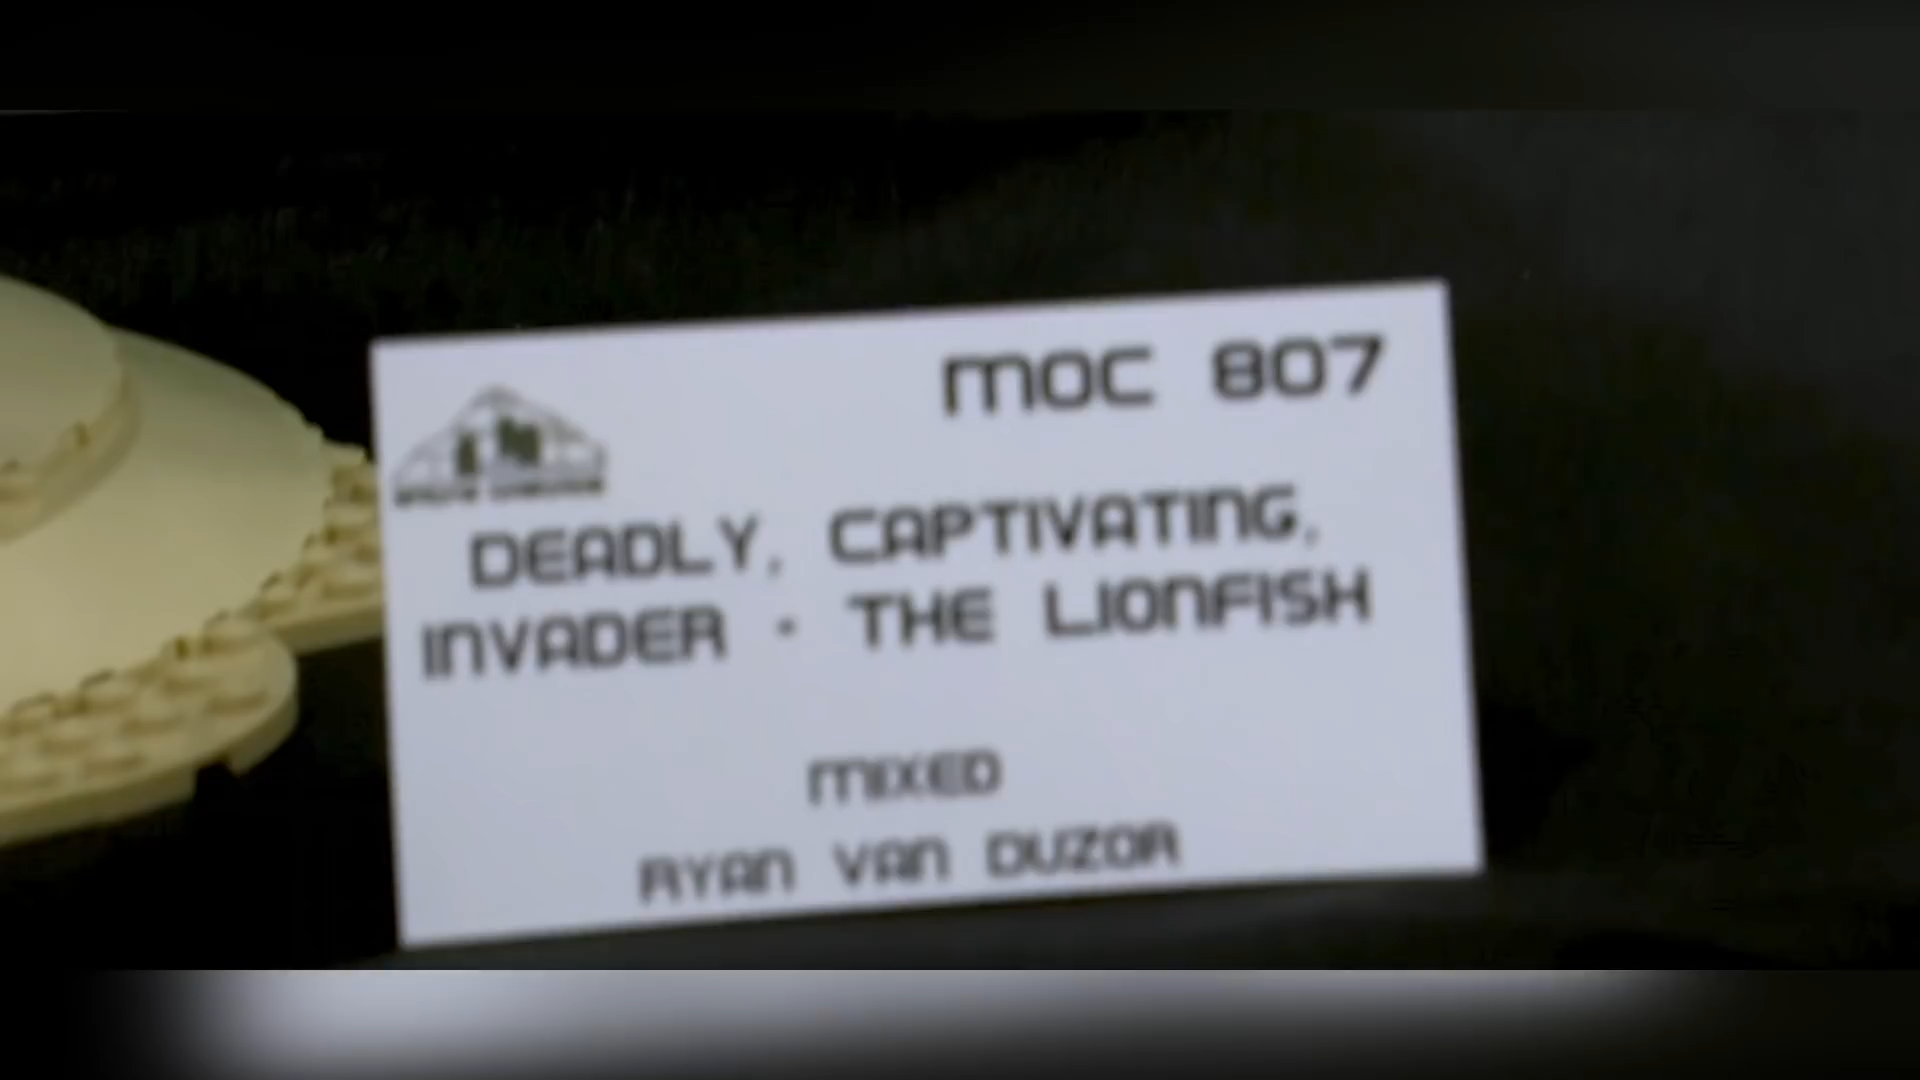 MOC 807
DEADLY, CAPTIVATING,
INVADER - THE LIONFISH
MIXED
RYAN VAN DUZOR